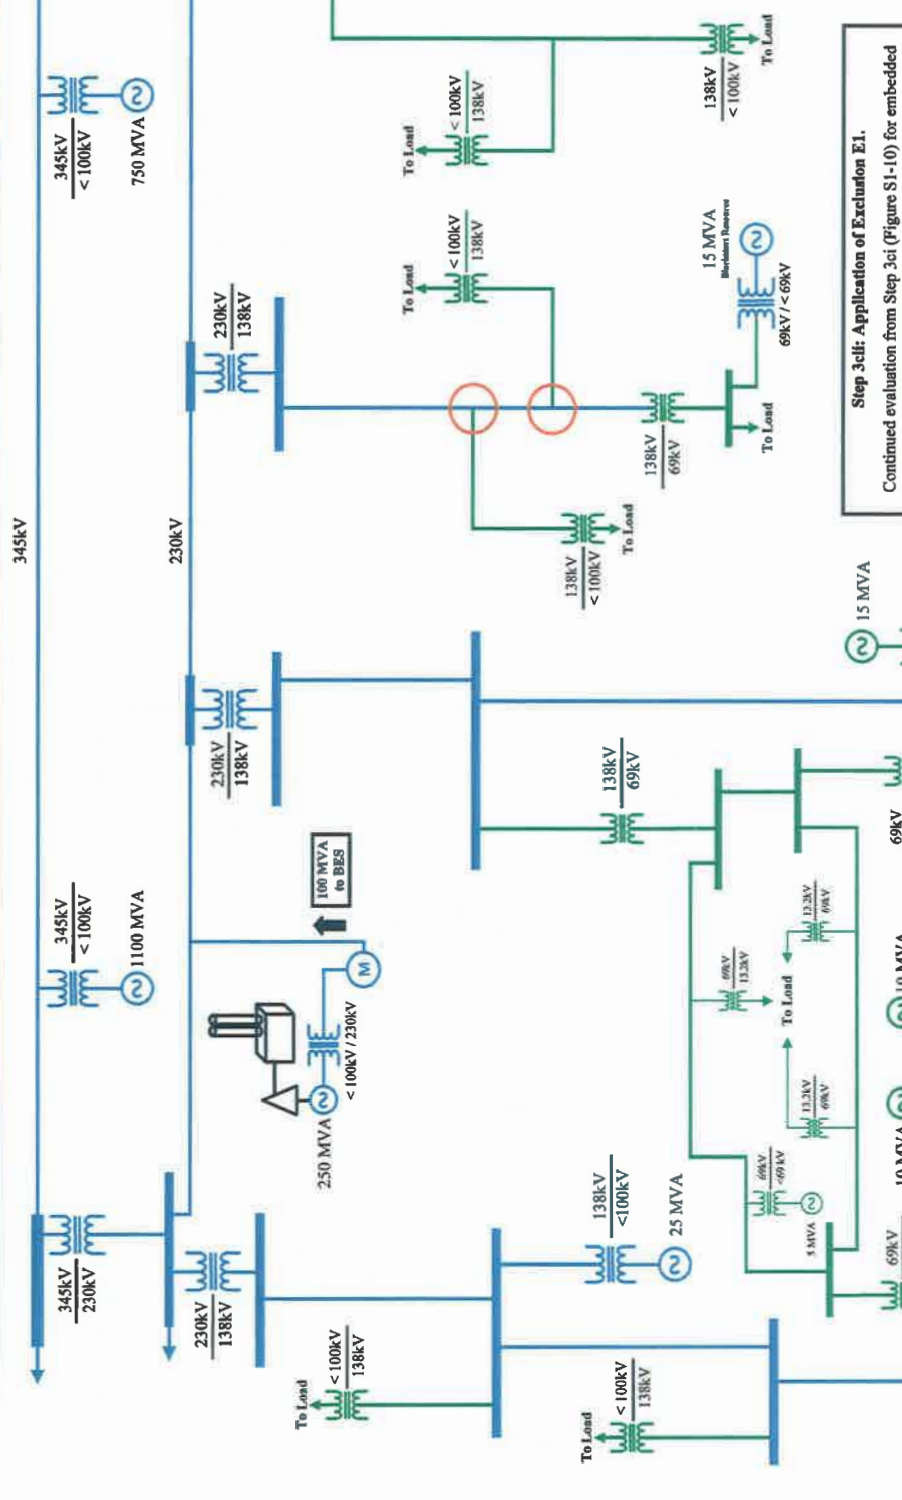 345kV
345kV
< 100kV
750 MVA
345kV
< 100kV
1100 MVA
345kV
230kV
230kV
230kV
138kV
230kV
138kV
230kV
138kV
100 MVA
to BES
M
< 100kV / 230kV
250 MVA
138kV
< 100kV
To Load
< 100kV
138kV
To Load
< 100kV
138kV
To Load
15 MVA
69kV / < 69kV
138kV
69kV
To Load
138kV
< 100kV
To Load
Step 3cii: Application of Exclusion E1.
Continued evaluation from Step 3ci (Figure S1-10) for embedded
15 MVA
138kV
69kV
69kV
13.2kV
To Load
13.2kV
69kV
13.2kV
69kV
69kV
<69 kV
5 MVA
69kV
69kV
10 MVA
10 MVA
138kV
<100kV
25 MVA
To Load
< 100kV
138kV
To Load
< 100kV
138kV